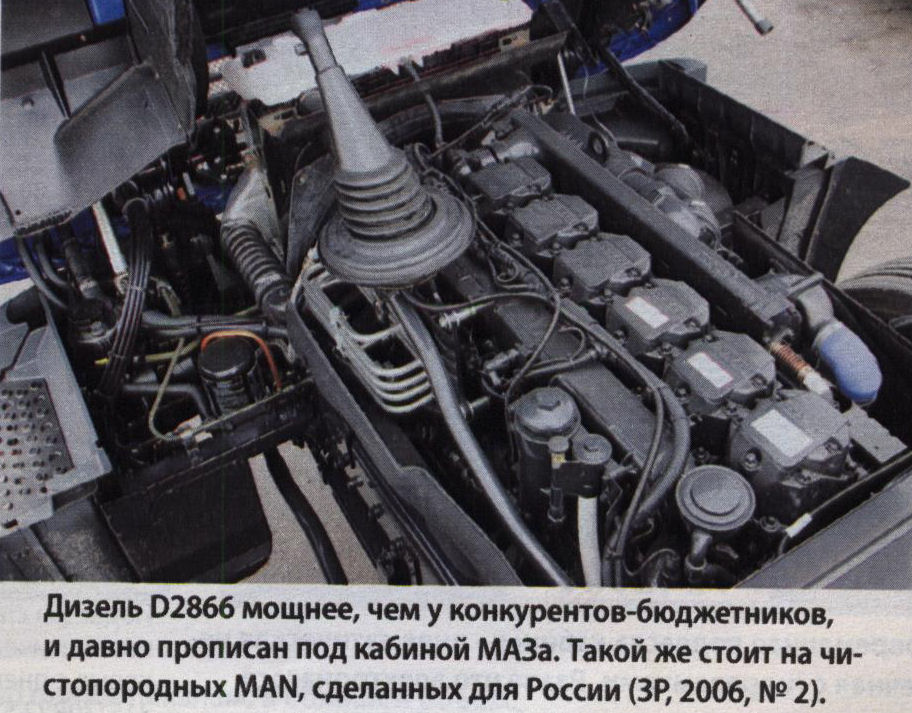 Дизель D2866 мощнее, чем у конкурентов-бюджетников,
и давно прописан под кабиной МАЗа. Такой же стоит на чи-
стопородных MAN, сделанных для России (ЗР, 2006, № 2).